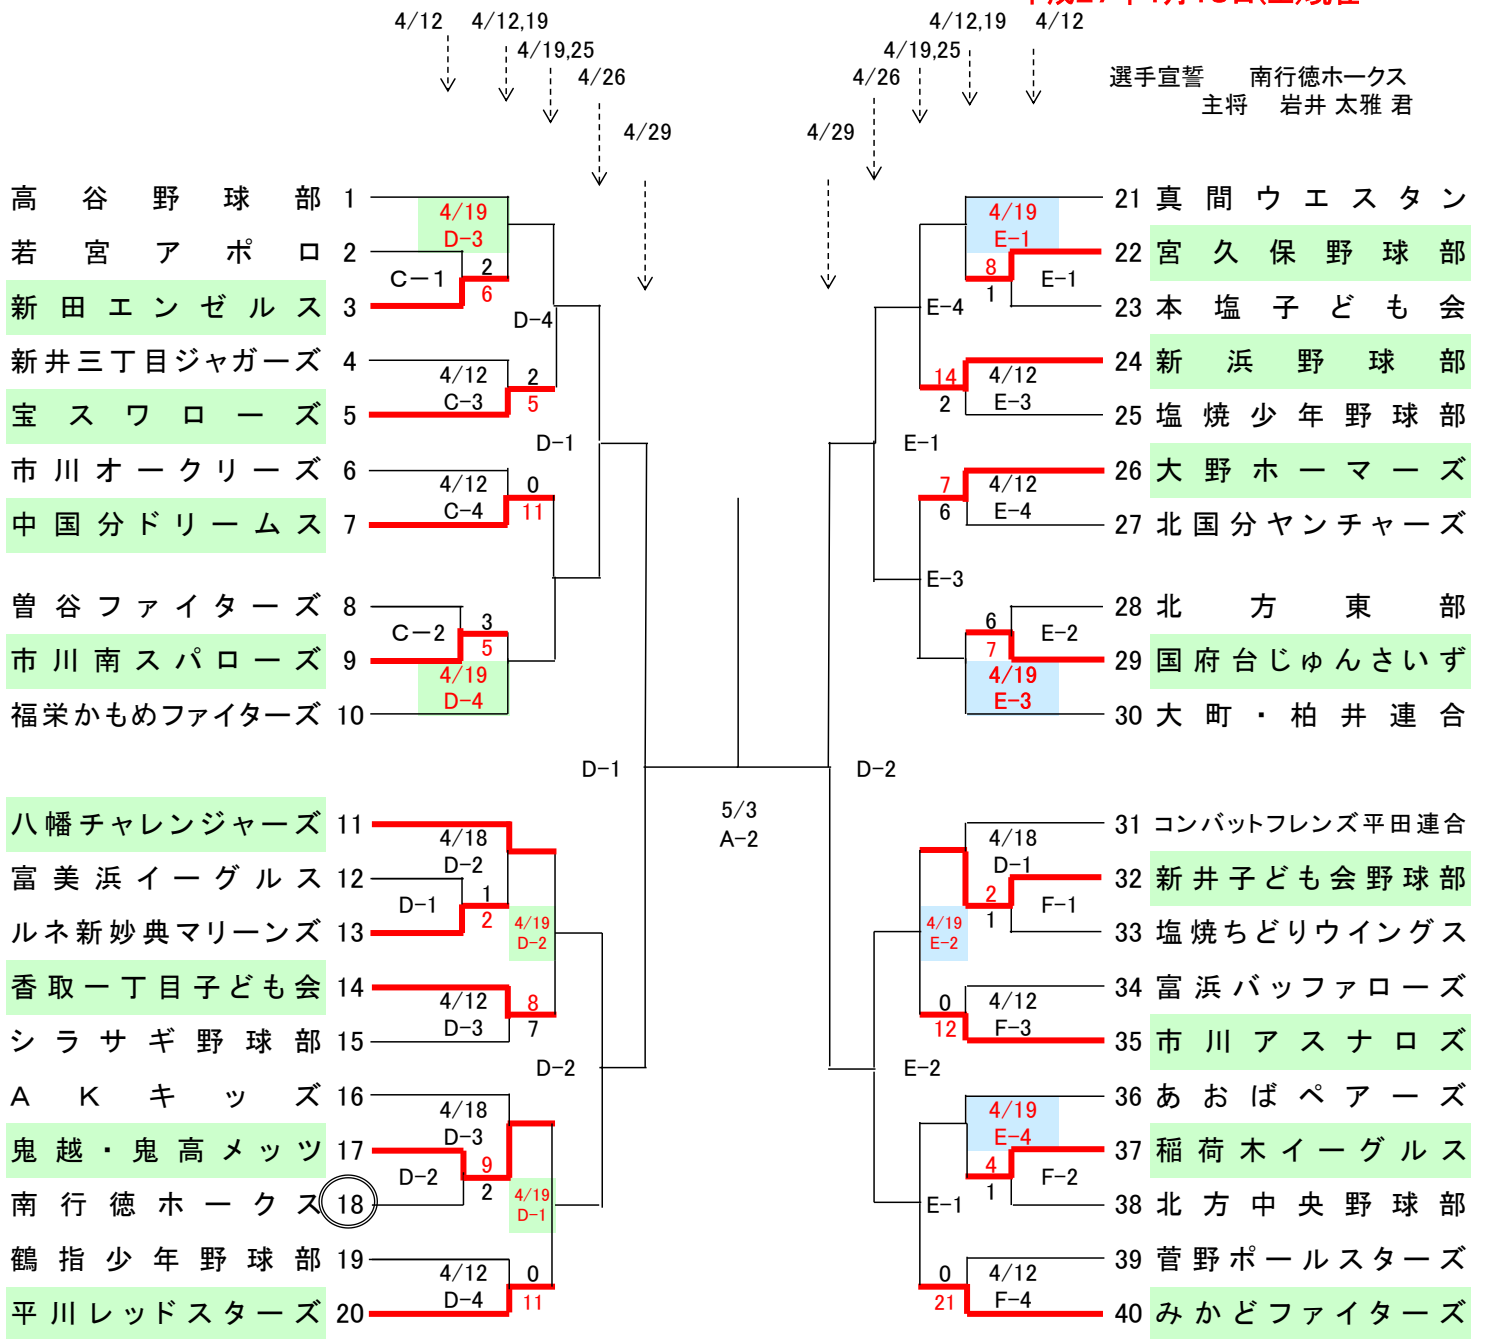 4/12 4/12,19 4/12,19 4/12
4/19,25 4/19,25
4/26 4/26
4/29 4/29
選手宣誓 南行徳ホークス
主将 岩井 太雅 君
高谷野球部 1
4/19
D-3
若宮アポロ 2
C-1
2
6
新田エンゼルス 3
D-4
新井三丁目ジャガーズ 4
4/12
C-3
2
5
宝スワローズ 5
D-1
市川オークリーズ 6
4/12
C-4
0
11
中国分ドリームス 7
曽谷ファイターズ 8
C-2
3
5
市川南スパローズ 9
4/19
D-4
福栄かもめファイターズ 10
D-1
八幡チャレンジャーズ 11
4/18
D-2
富美浜イーグルス 12
D-1
1
2
ルネ新妙典マリーンズ 13
4/19
D-2
香取一丁目子ども会 14
4/12
D-3
8
7
シラサギ野球部 15
D-2
AKキッズ 16
4/18
D-3
鬼越・鬼高メッツ 17
D-2
9
2
4/19
D-1
南行徳ホークス 18
鶴指少年野球部 19
4/12
D-4
0
11
平川レッドスターズ 20
5/3
A-2
21 真間ウエスタン
4/19
E-1
22 宮久保野球部
8
1
E-1
23 本塩子ども会
E-4
24 新浜野球部
14
2
4/12
E-3
25 塩焼少年野球部
E-1
26 大野ホーマーズ
7
6
4/12
E-4
27 北国分ヤンチャーズ
E-3
28 北方東部
6
7
E-2
29 国府台じゅんさいず
4/19
E-3
30 大町・柏井連合
D-2
31 コンバットフレンズ平田連合
4/18
D-1
32 新井子ども会野球部
2
1
F-1
33 塩焼ちどりウイングス
4/19
E-2
34 富浜バッファローズ
0
12
4/12
F-3
35 市川アスナロズ
E-2
36 あおばペアーズ
4/19
E-4
37 稲荷木イーグルス
4
1
F-2
38 北方中央野球部
E-1
39 菅野ポールスターズ
0
21
4/12
F-4
40 みかどファイターズ